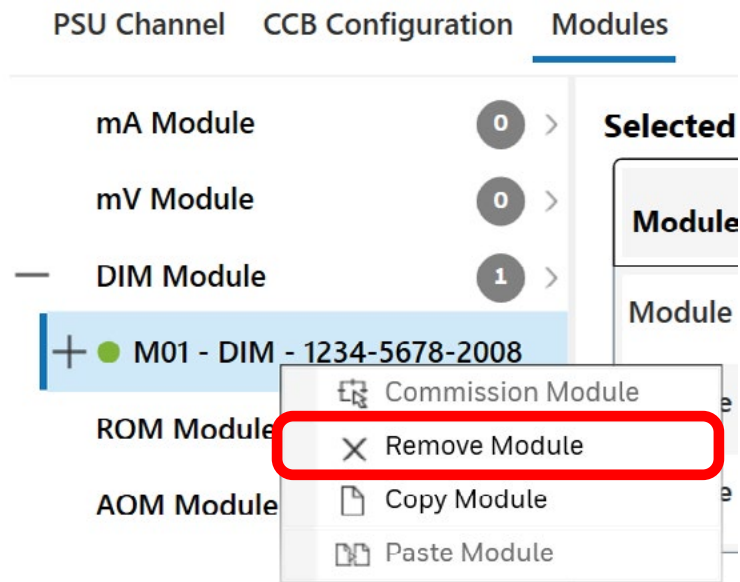 PSU Channel CCB Configuration Modules
mA Module 0
Selected
mV Module 0
Module
DIM Module 1
Module
M01 - DIM - 1234-5678-2008
Commission Module
e
ROM Module
Remove Module
AOM Module
Copy Module
e
Paste Module